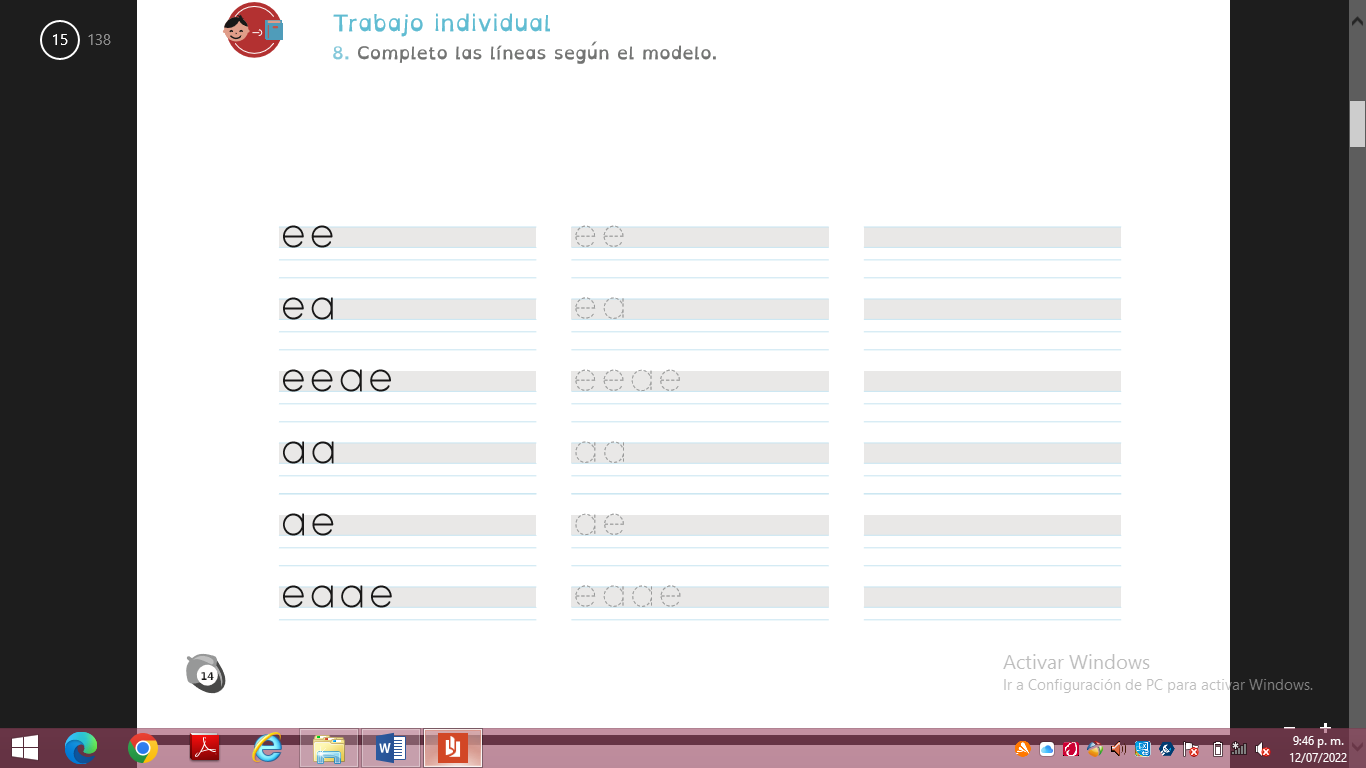 15 138
Trabajo individual
8. Completo las líneas según el modelo.
ee ee
ea ea
eeae eeae
aa aa
ae ae
eaae eaae
14
Activar Windows
Ir a Configuración de PC para activar Windows.
9:46 p. m.
12/07/2022